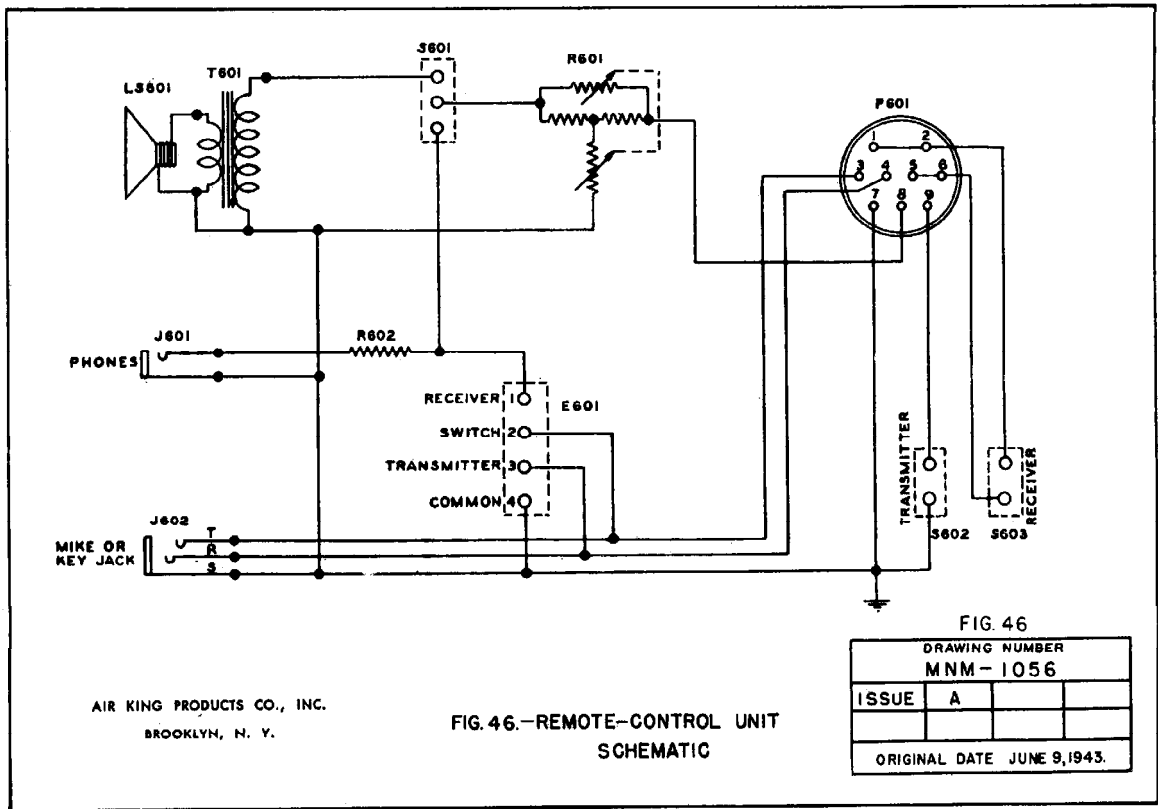 S601
R601
T601
LS601
P601
1 2
3 4 5 6
7 8 9
J601
R602
PHONES
RECEIVER 1
E601
SWITCH 2
TRANSMITTER 3
COMMON 4
TRANSMITTER
RECEIVER
S602 S603
J602
T
MIKE OR
R
KEY JACK
S
FIG. 46
DRAWING NUMBER
MNM-1056
ISSUE A
ORIGINAL DATE JUNE 9, 1943.
AIR KING PRODUCTS CO., INC.
BROOKLYN, N. Y.
FIG. 46.-REMOTE-CONTROL UNIT
SCHEMATIC